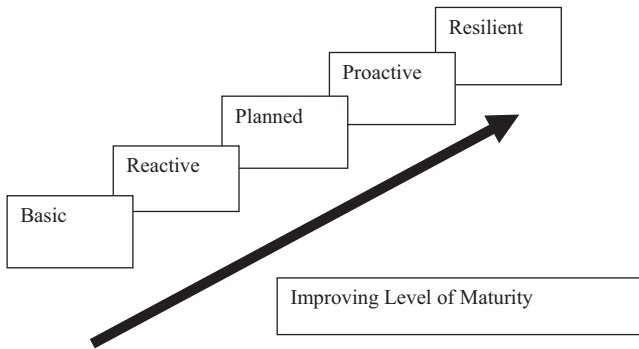 Resilient
Proactive
Planned
Reactive
Basic
Improving Level of Maturity